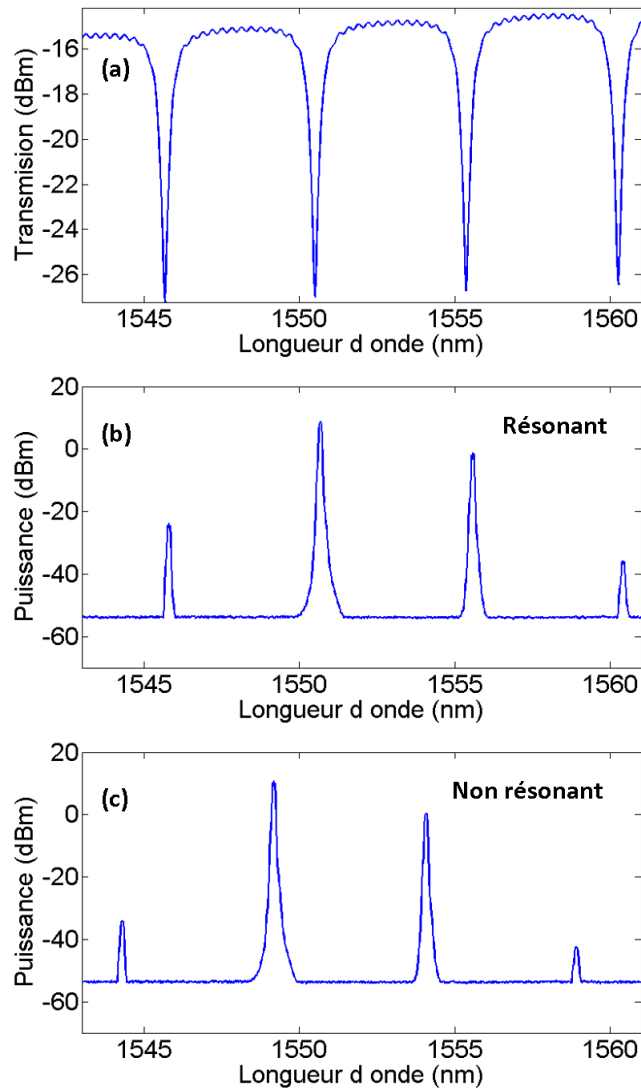 (a)
Transmision (dBm)
-16
-18
-20
-22
-24
-26
1545
1550
1555
1560
Longueur d onde (nm)
(b)
Résonant
Puissance (dBm)
20
0
-20
-40
-60
1545
1550
1555
1560
Longueur d onde (nm)
(c)
Non résonant
Puissance (dBm)
20
0
-20
-40
-60
1545
1550
1555
1560
Longueur d onde (nm)